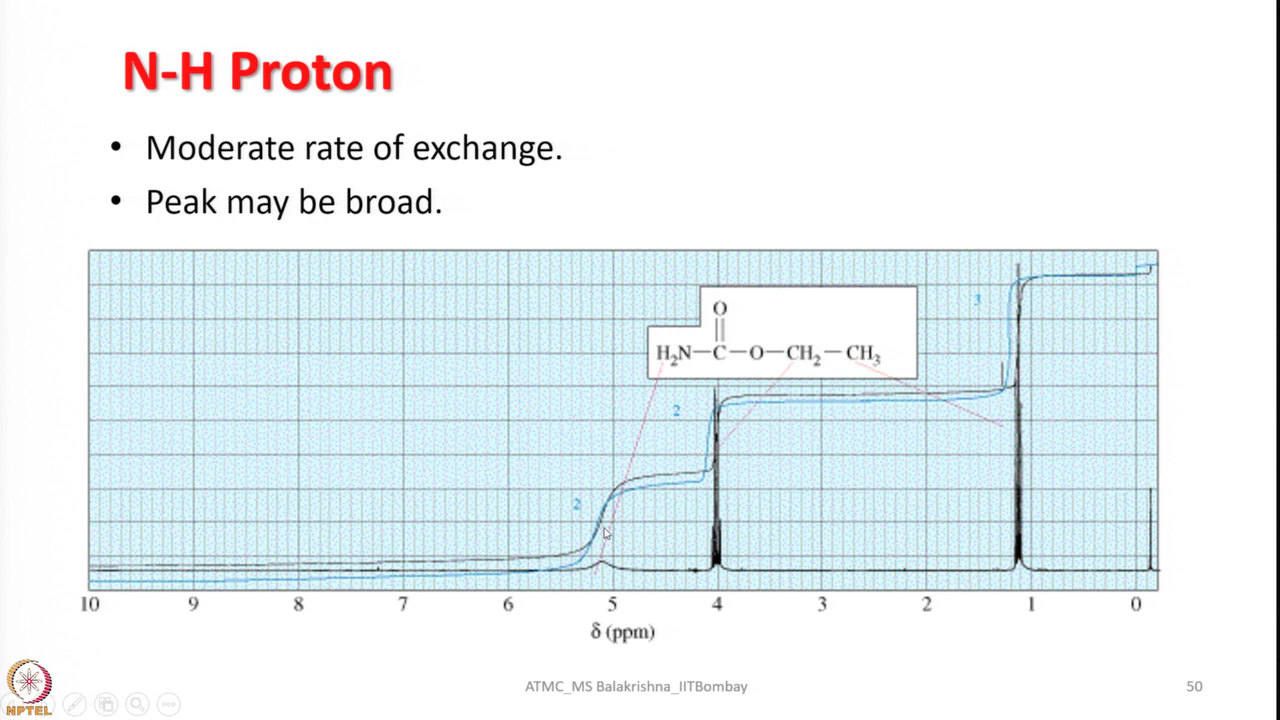 N-H Proton
• Moderate rate of exchange.
• Peak may be broad.
3
O
H₂N—C—O—CH₂—CH₃
2
2
10 9 8 7 6 5 4 3 2 1 0
δ (ppm)
ATMC_MS Balakrishna_IITBombay
50
NPTEL